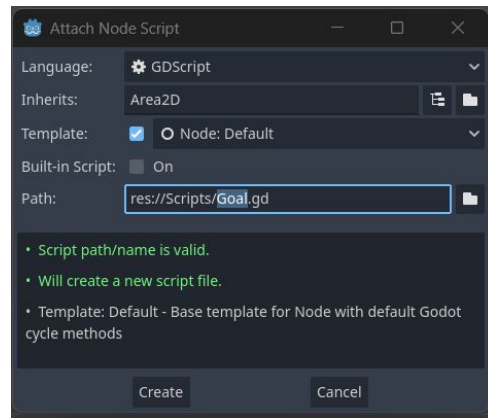 Attach Node Script
Language: GDScript
Inherits: Area2D
Template: Node: Default
Built-in Script: On
Path: res://Scripts/Goal.gd
• Script path/name is valid.
• Will create a new script file.
• Template: Default - Base template for Node with default Godot
cycle methods
Create Cancel